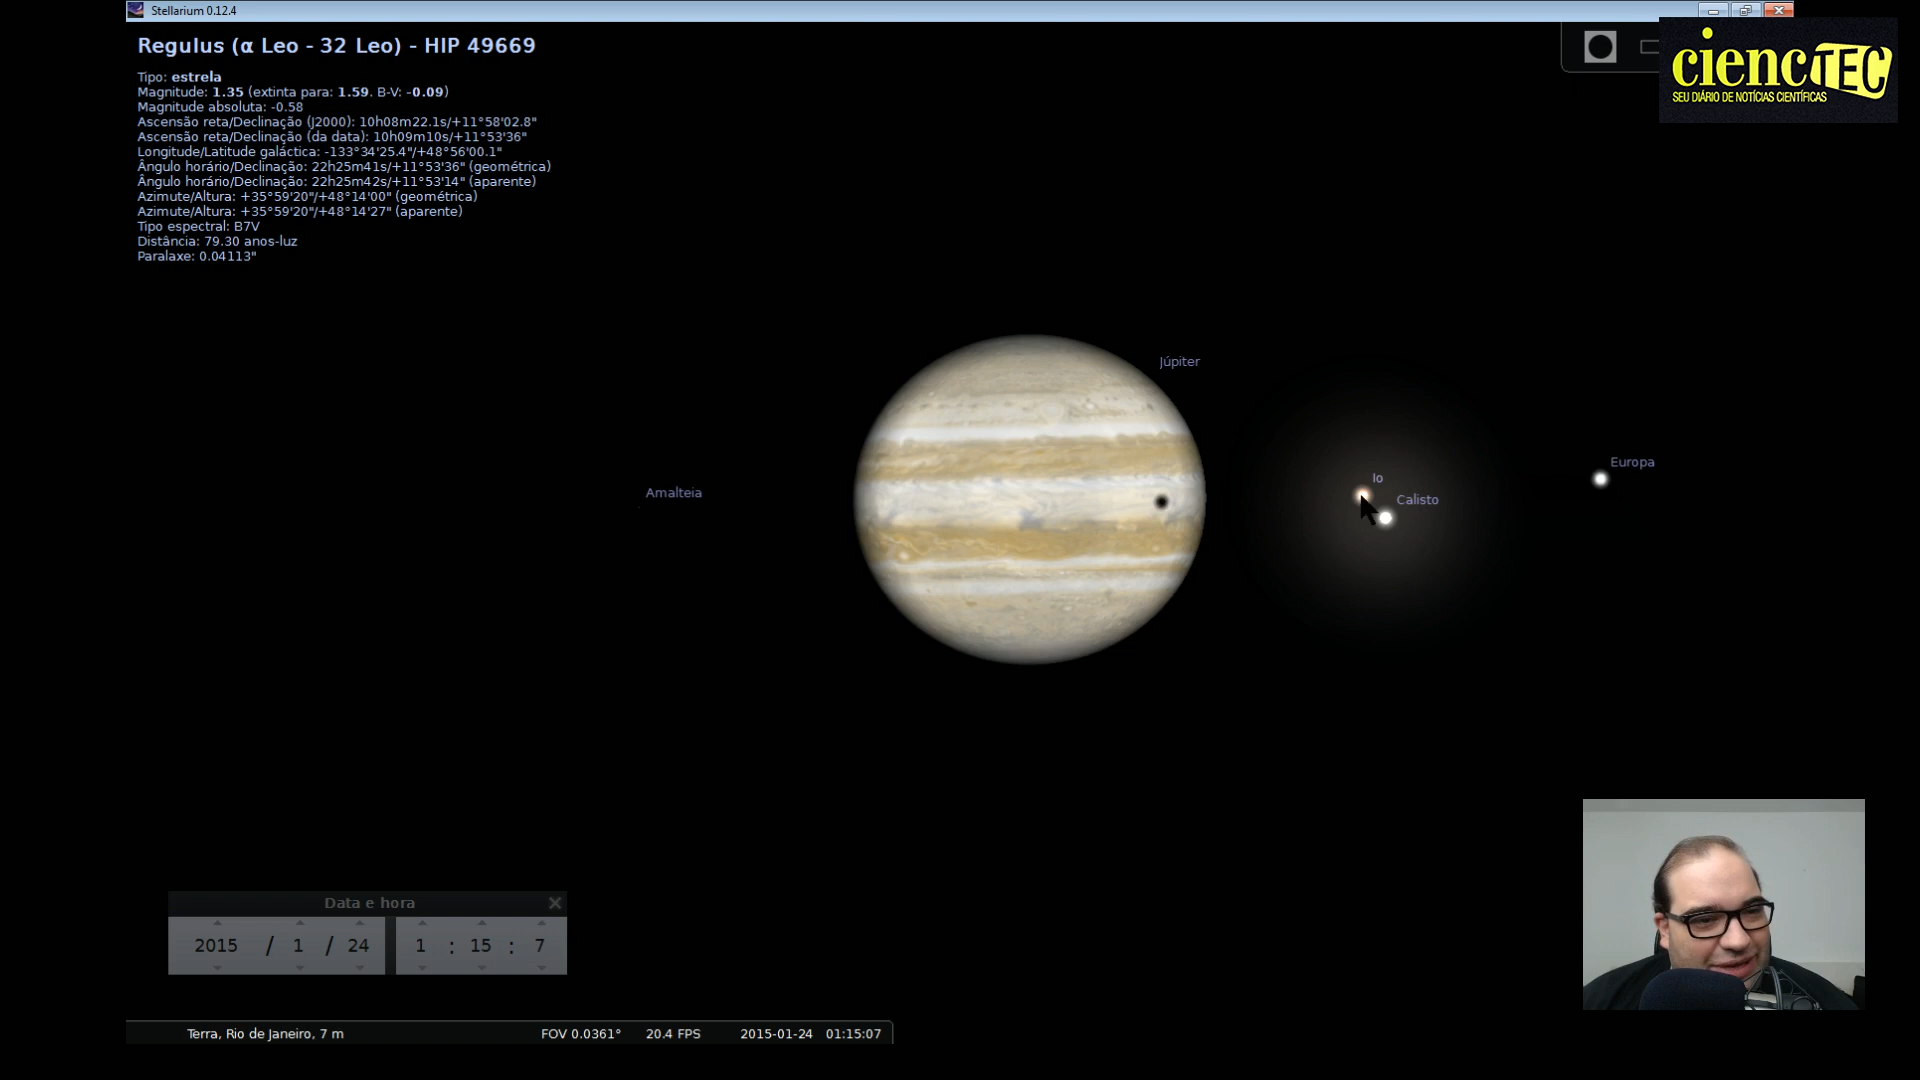 Stellarium 0.12.4
Regulus (α Leo - 32 Leo) - HIP 49669
Tipo: estrela
Magnitude: 1.35 (extinta para: 1.59. B-V: -0.09)
Magnitude absoluta: -0.58
Ascensão reta/Declinação (J2000): 10h08m22.1s/+11°58'02.8"
Ascensão reta/Declinação (da data): 10h09m10s/+11°53'36"
Longitude/Latitude galáctica: -133°34'25.4"/+48°56'00.1"
Ângulo horário/Declinação: 22h25m41s/+11°53'36" (geométrica)
Ângulo horário/Declinação: 22h25m42s/+11°53'14" (aparente)
Azimute/Altura: +35°59'20"/+48°14'00" (geométrica)
Azimute/Altura: +35°59'20"/+48°14'27" (aparente)
Tipo espectral: B7V
Distância: 79.30 anos-luz
Paralaxe: 0.04113"
ciencTEC
SEU DIÁRIO DE NOTÍCIAS CIENTÍFICAS
Júpiter
Europa
Io
Amalteia
Calisto
Data e hora
2015 / 1 / 24 1 : 15 : 7
Terra, Rio de Janeiro, 7 m FOV 0.0361° 20.4 FPS 2015-01-24 01:15:07